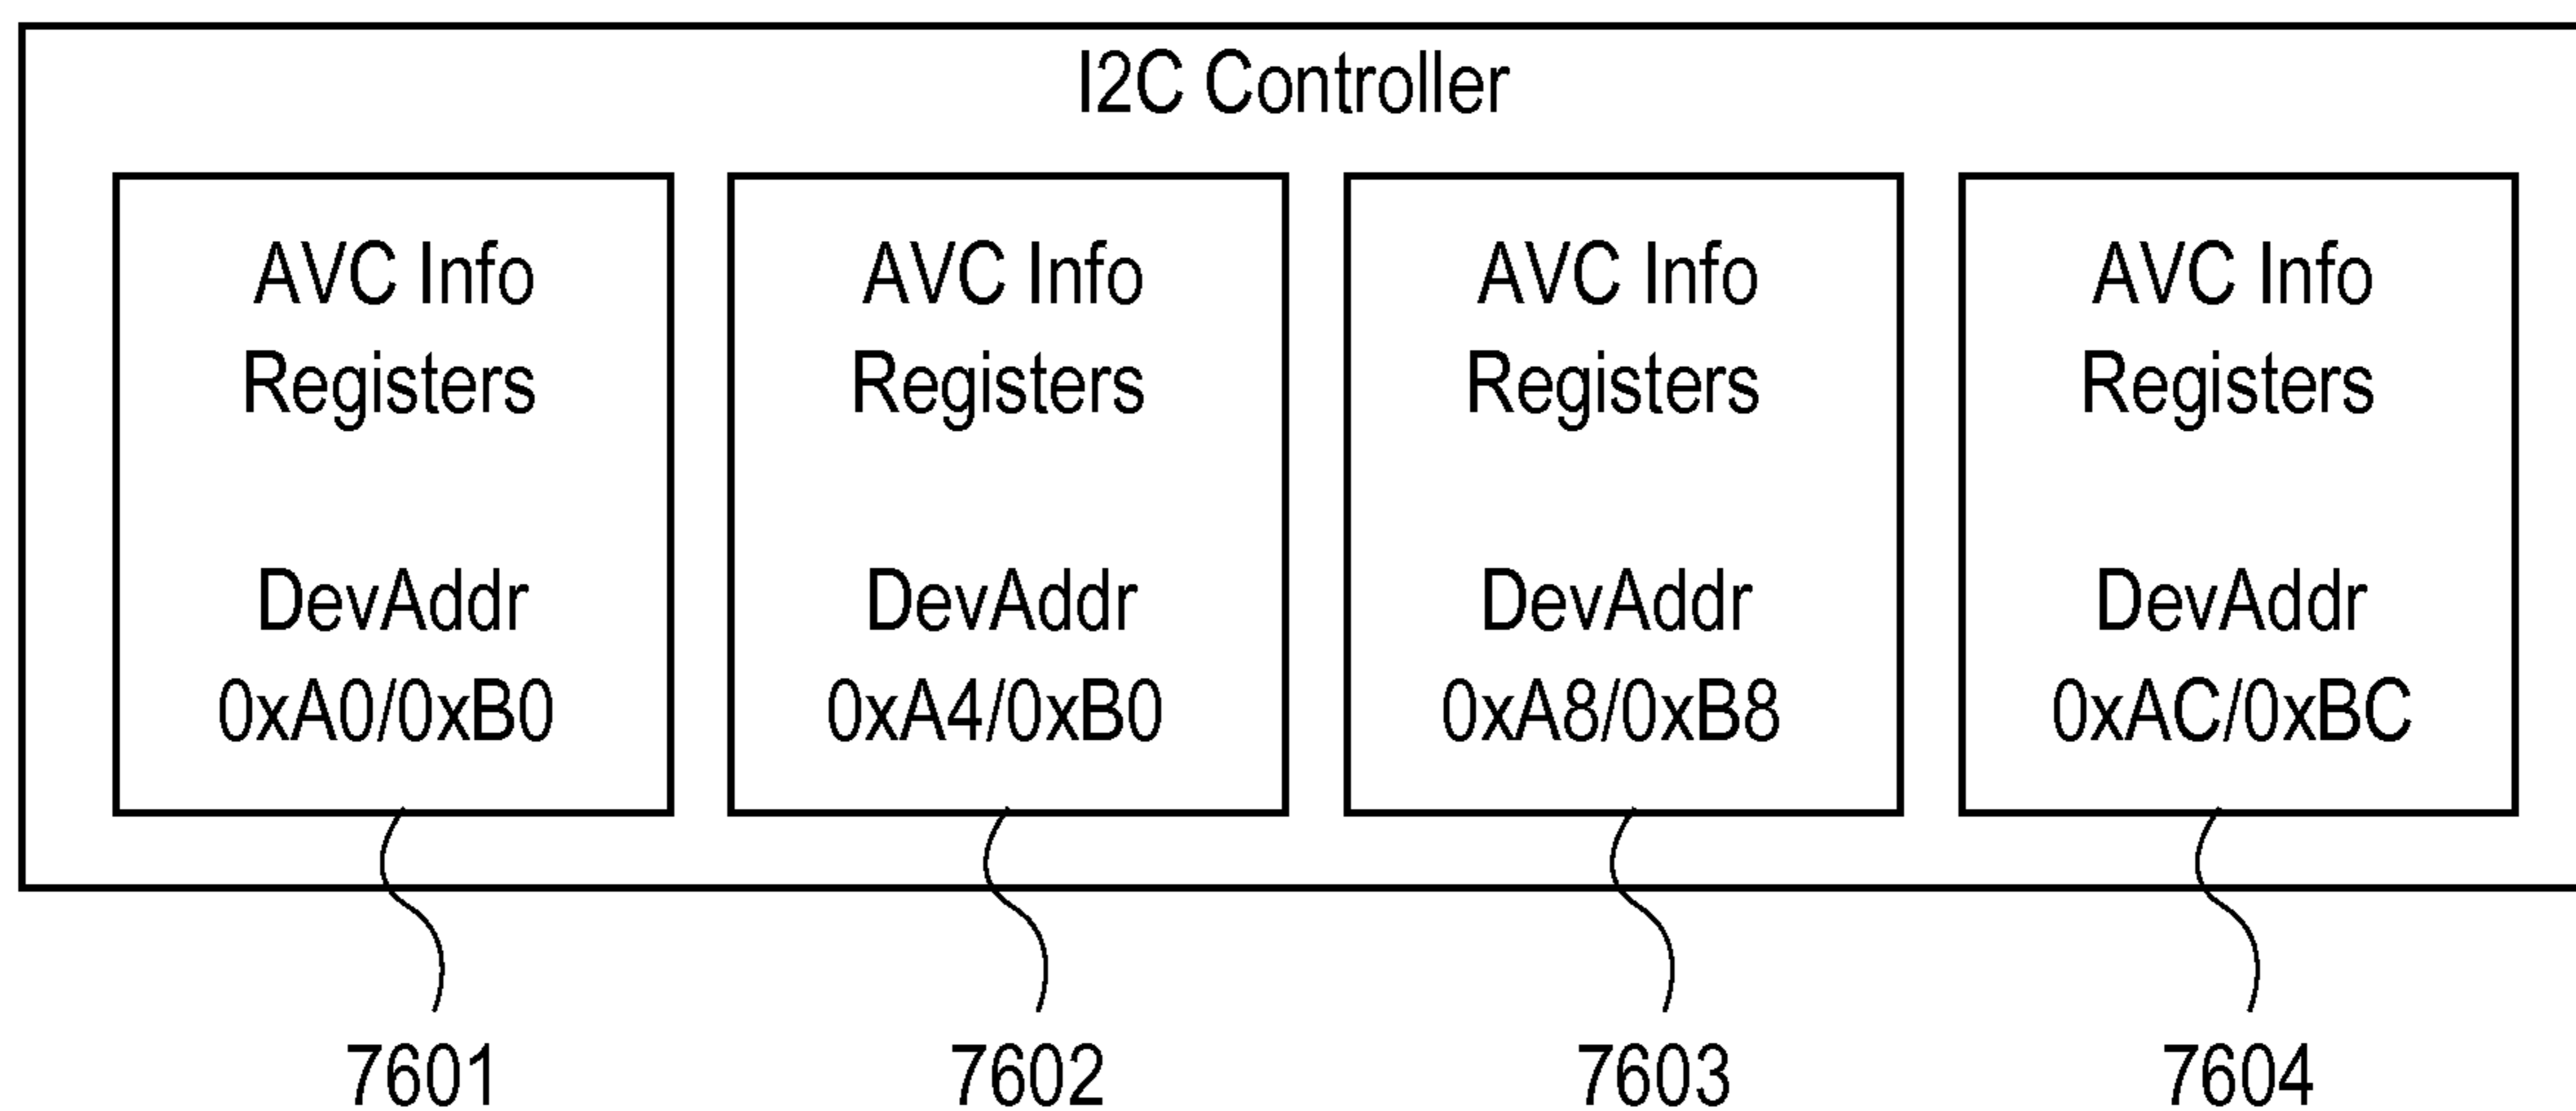 I2C Controller
AVC Info
Registers
DevAddr
0xA0/0xB0
AVC Info
Registers
DevAddr
0xA4/0xB0
AVC Info
Registers
DevAddr
0xA8/0xB8
AVC Info
Registers
DevAddr
0xAC/0xBC
7601
7602
7603
7604